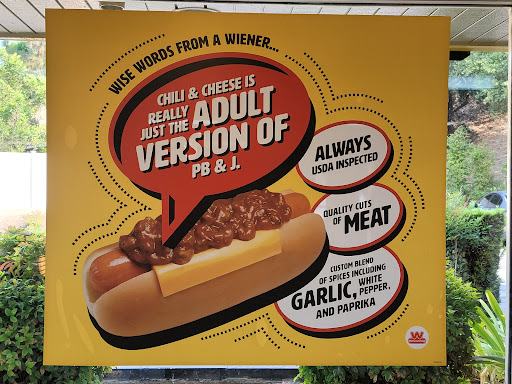 WISE WORDS FROM A WIENER...
CHILI & CHEESE IS
REALLY
JUST THE ADULT
VERSION OF
PB & J.
ALWAYS
USDA INSPECTED
QUALITY CUTS
OF MEAT
CUSTOM BLEND
OF SPICES INCLUDING
GARLIC, WHITE
PEPPER,
AND PAPRIKA
W